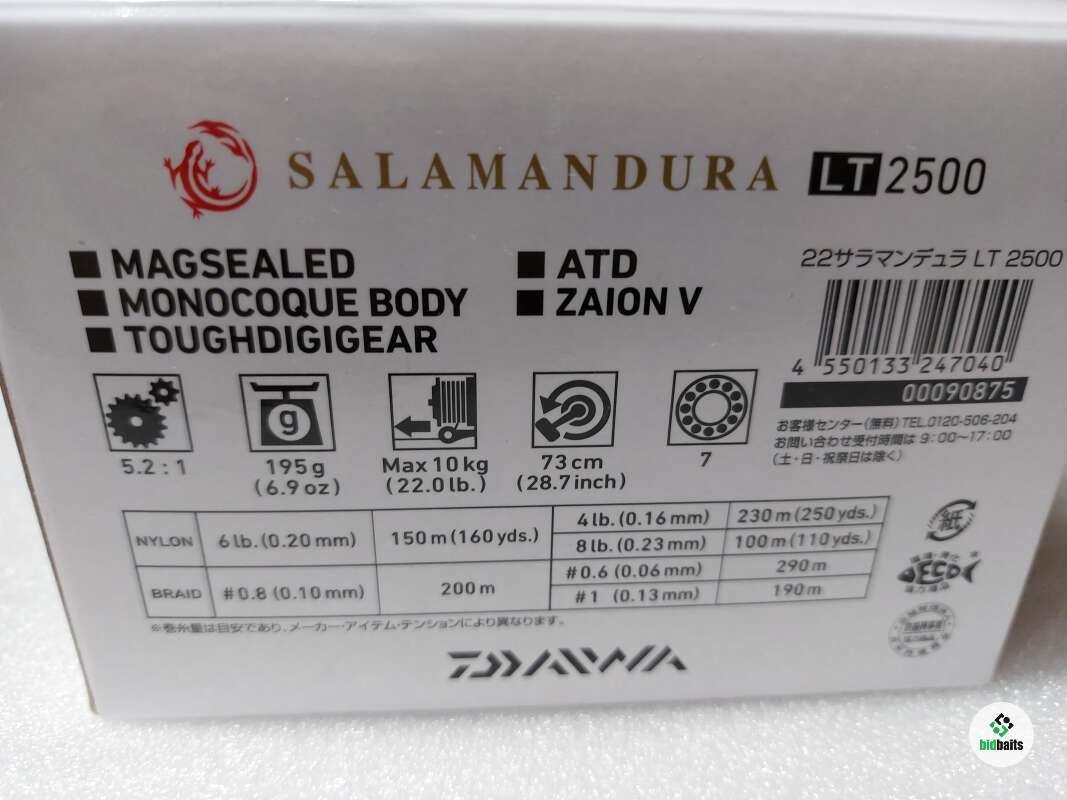 SALAMANDURA LT 2500
■ MAGSEALED
■ MONOCOQUE BODY
■ TOUGHDIGIGEAR
■ ATD
■ ZAION V
22サラマンデュラ LT 2500
4 550133 247040
00090875
お客様センター(無料)TEL.0120-506-204
お問い合わせ受付時間は 9:00～17:00
(土・日・祝祭日は除く)
5.2 : 1
g
195 g
(6.9 oz)
Max 10 kg
(22.0 lb.)
73 cm
(28.7 inch)
7
NYLON 6 lb. (0.20 mm) 150 m (160 yds.) 4 lb. (0.16 mm) 230 m (250 yds.)
8 lb. (0.23 mm) 100 m (110 yds.)
BRAID #0.8 (0.10 mm) 200 m #0.6 (0.06 mm) 290 m
#1 (0.13 mm) 190 m
※巻糸量は目安であり、メーカー・アイテム・テンションにより異なります。
紙
ECO
DAIWA
bidbaits